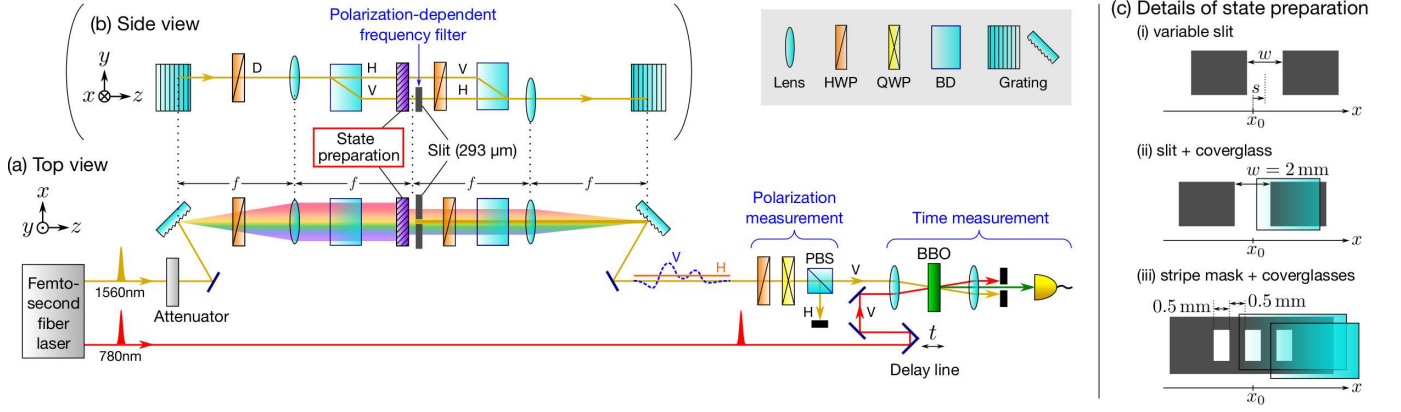 (b) Side view
Polarization-dependent
frequency filter
y
x
z
D
H
V
V
H
State
preparation
Slit (293 μm)
(a) Top view
x
y
z
f
f
f
f
Femto-
second
fiber
laser
1560nm
780nm
Attenuator
V
H
Polarization
measurement
PBS
H
V
Time measurement
BBO
V
t
Delay line
Lens
HWP
QWP
BD
Grating
(c) Details of state preparation
(i) variable slit
w
s
x0
x
(ii) slit + coverglass
w = 2 mm
x0
x
(iii) stripe mask + coverglasses
0.5 mm
0.5 mm
x0
x